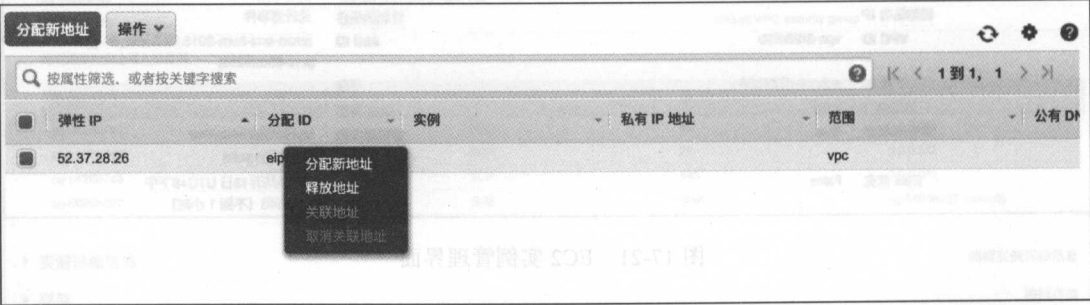 分配新地址 操作
按属性筛选，或者按关键字搜索 1 到 1, 1
弹性 IP 分配 ID 实例 私有 IP 地址 范围 公有
52.37.28.26 vpc
分配新地址
释放地址
关联地址
取消关联地址
图 17-21 EC2 实例管理界面